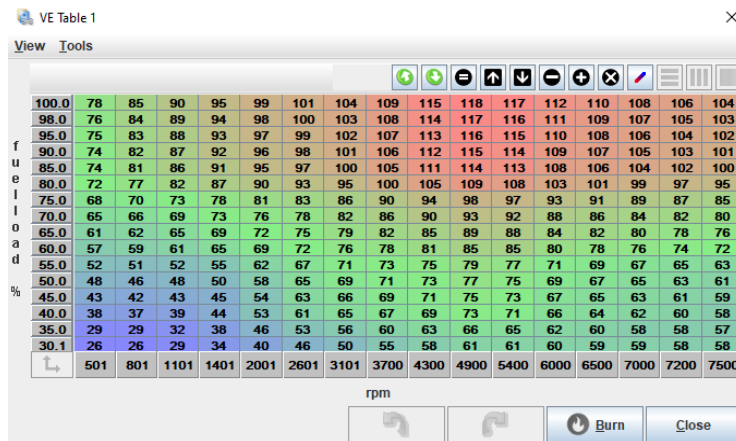 VE Table 1
View Tools
100.0 78 85 90 95 99 101 104 109 115 118 117 112 110 108 106 104
98.0 76 84 89 94 98 100 103 108 114 117 116 111 109 107 105 103
95.0 75 83 88 93 97 99 102 107 113 116 115 110 108 106 104 102
90.0 74 82 87 92 96 98 101 106 112 115 114 109 107 105 103 101
85.0 74 81 86 91 95 97 100 105 111 114 113 108 106 104 102 100
80.0 72 77 82 87 90 93 95 100 105 109 108 103 101 99 97 95
75.0 68 70 73 78 81 83 86 90 94 98 97 93 91 89 87 85
70.0 65 66 69 73 76 78 82 86 90 93 92 88 86 84 82 80
65.0 61 62 65 69 72 75 79 82 85 89 88 84 82 80 78 76
60.0 57 59 61 65 69 72 76 78 81 85 85 80 78 76 74 72
55.0 52 51 52 55 62 67 71 73 75 79 77 71 69 67 65 63
50.0 48 46 48 50 58 65 69 71 73 77 75 69 67 65 63 61
45.0 43 42 43 45 54 63 66 69 71 75 73 67 65 63 61 59
40.0 38 37 39 44 53 61 65 67 69 73 71 66 64 62 60 58
35.0 29 29 32 38 46 53 56 60 63 66 65 62 60 58 58 57
30.1 26 26 29 34 40 46 50 55 58 61 61 60 59 59 58 58
501 801 1101 1401 2001 2601 3101 3700 4300 4900 5400 6000 6500 7000 7200 7500
fuelload %
rpm
Burn
Close